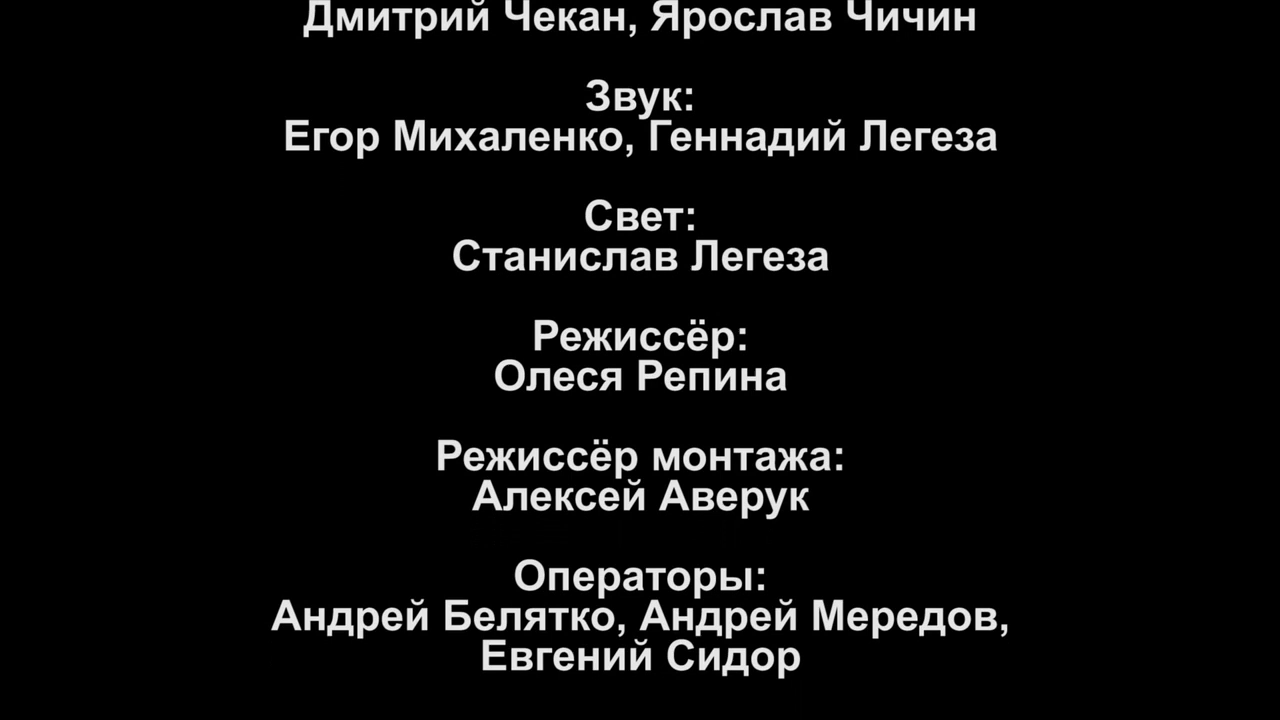 Дмитрий Чекан, Ярослав Чичин
Звук:
Егор Михаленко, Геннадий Легеза
Свет:
Станислав Легеза
Режиссёр:
Олеся Репина
Режиссёр монтажа:
Алексей Аверук
Операторы:
Андрей Белятко, Андрей Мередов,
Евгений Сидор